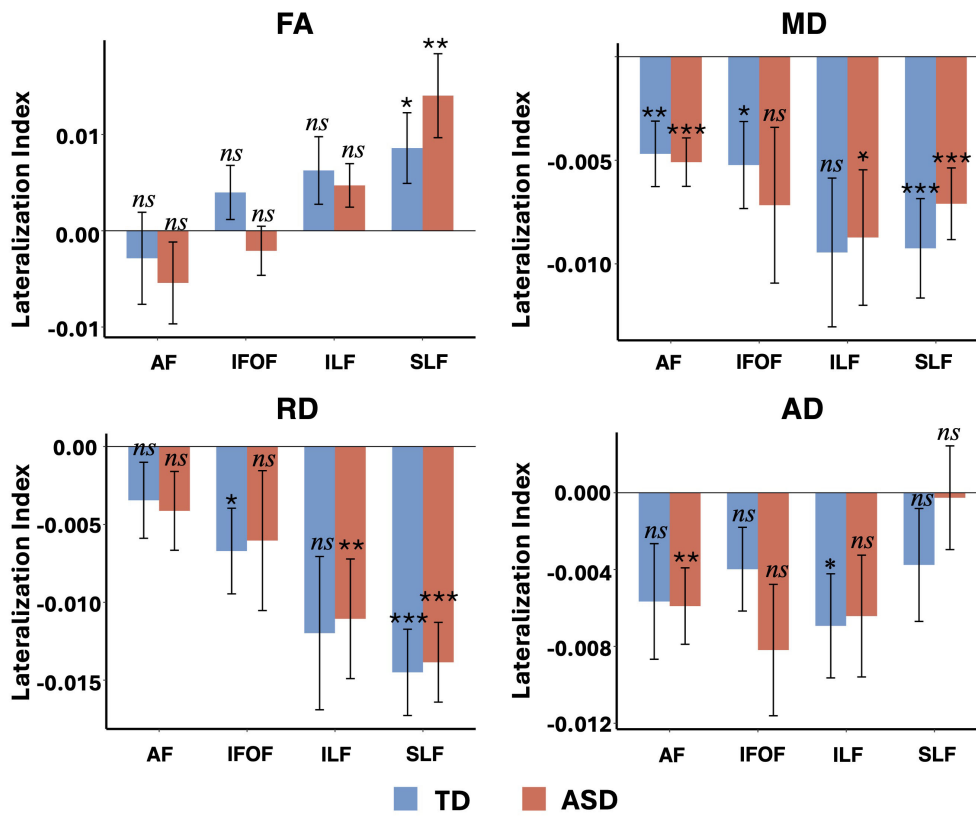 FA
Lateralization Index
0.01
0.00
-0.01
ns
ns
ns
ns
ns
ns
*
**
AF IFOF ILF SLF
MD
Lateralization Index
-0.005
-0.010
**
***
*
ns
ns
*
***
***
AF IFOF ILF SLF
RD
Lateralization Index
0.00
-0.005
-0.010
-0.015
ns
ns
*
ns
ns
**
***
***
AF IFOF ILF SLF
AD
Lateralization Index
0.000
-0.004
-0.008
-0.012
ns
**
ns
ns
*
ns
ns
ns
AF IFOF ILF SLF
TD ASD